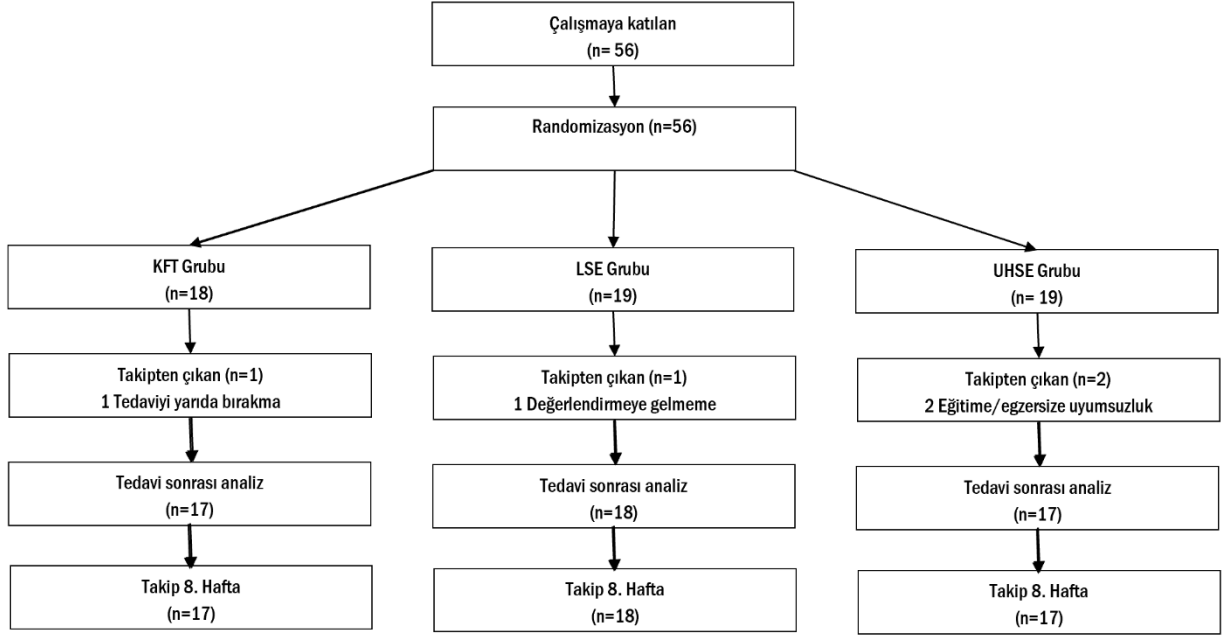 Çalışmaya katılan
(n= 56)
Randomizasyon (n=56)
KFT Grubu
(n=18)
LSE Grubu
(n=19)
UHSE Grubu
(n= 19)
Takipten çıkan (n=1)
1 Tedaviyi yarıda bırakma
Takipten çıkan (n=1)
1 Değerlendirmeye gelmeme
Takipten çıkan (n=2)
2 Eğitime/egzersize uyumsuzluk
Tedavi sonrası analiz
(n=17)
Tedavi sonrası analiz
(n=18)
Tedavi sonrası analiz
(n=17)
Takip 8. Hafta
(n=17)
Takip 8. Hafta
(n=18)
Takip 8. Hafta
(n=17)